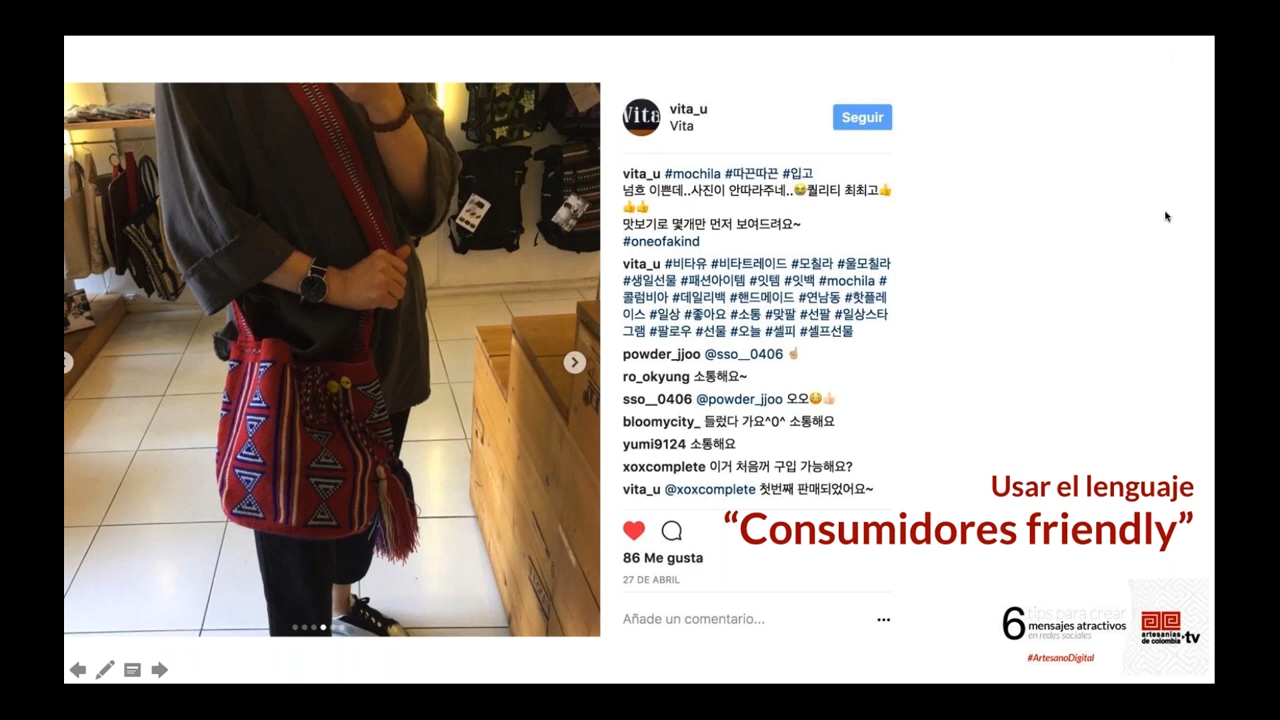 vita_u
Vita
Seguir
vita_u #mochila #따끈따끈 #입고
넘흐 이쁜데..사진이 안따라주네..😭퀄리티 최최고👍
👍👍
맛보기로 몇개만 먼저 보여드려요~
#oneofakind
vita_u #비타유 #비타트레이드 #모칠라 #울모칠라
#생일선물 #패션아이템 #잇템 #잇백 #mochila #
콜럼비아 #데일리백 #핸드메이드 #연남동 #핫플레
이스 #일상 #좋아요 #소통 #맞팔 #선팔 #일상스타
그램 #팔로우 #선물 #오늘 #셀피 #셀프선물
powder_jjoo @sso__0406 ☝🏼
ro_okyung 소통해요~
sso__0406 @powder_jjoo 오오😳👍🏻
bloomycity_ 들렀다 가요^0^ 소통해요
yumi9124 소통해요
xoxcomplete 이거 처음꺼 구입 가능해요?
vita_u @xoxcomplete 첫번째 판매되었어요~
86 Me gusta
27 DE ABRIL
Añade un comentario...
Usar el lenguaje
“Consumidores friendly”
6 tips para crear
mensajes atractivos
en redes sociales
#ArtesanoDigital
artesanías
de colombia .tv